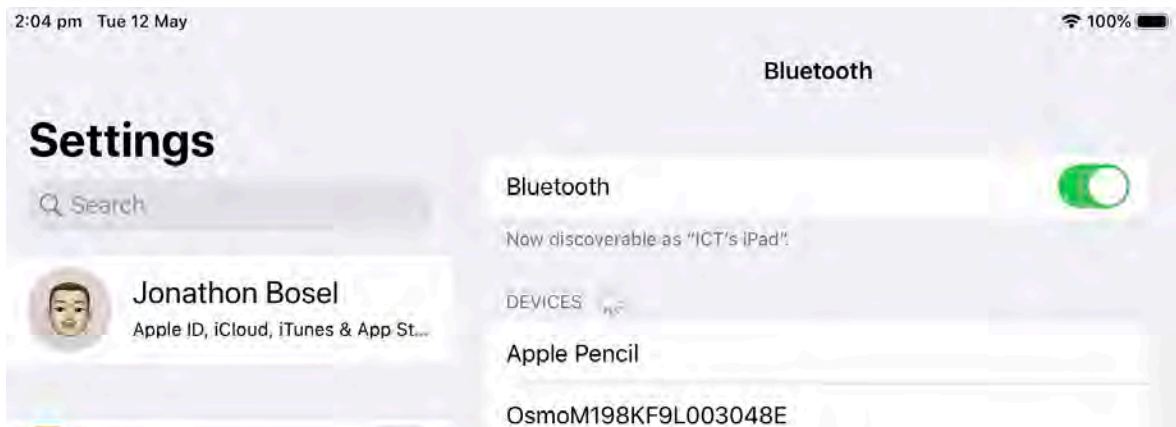 2:04 pm Tue 12 May
100%
Bluetooth
Settings
Search
Bluetooth
Now discoverable as "ICT's iPad".
Jonathon Bosel
Apple ID, iCloud, iTunes & App St...
DEVICES
Apple Pencil
OsmoM198KF9L003048E